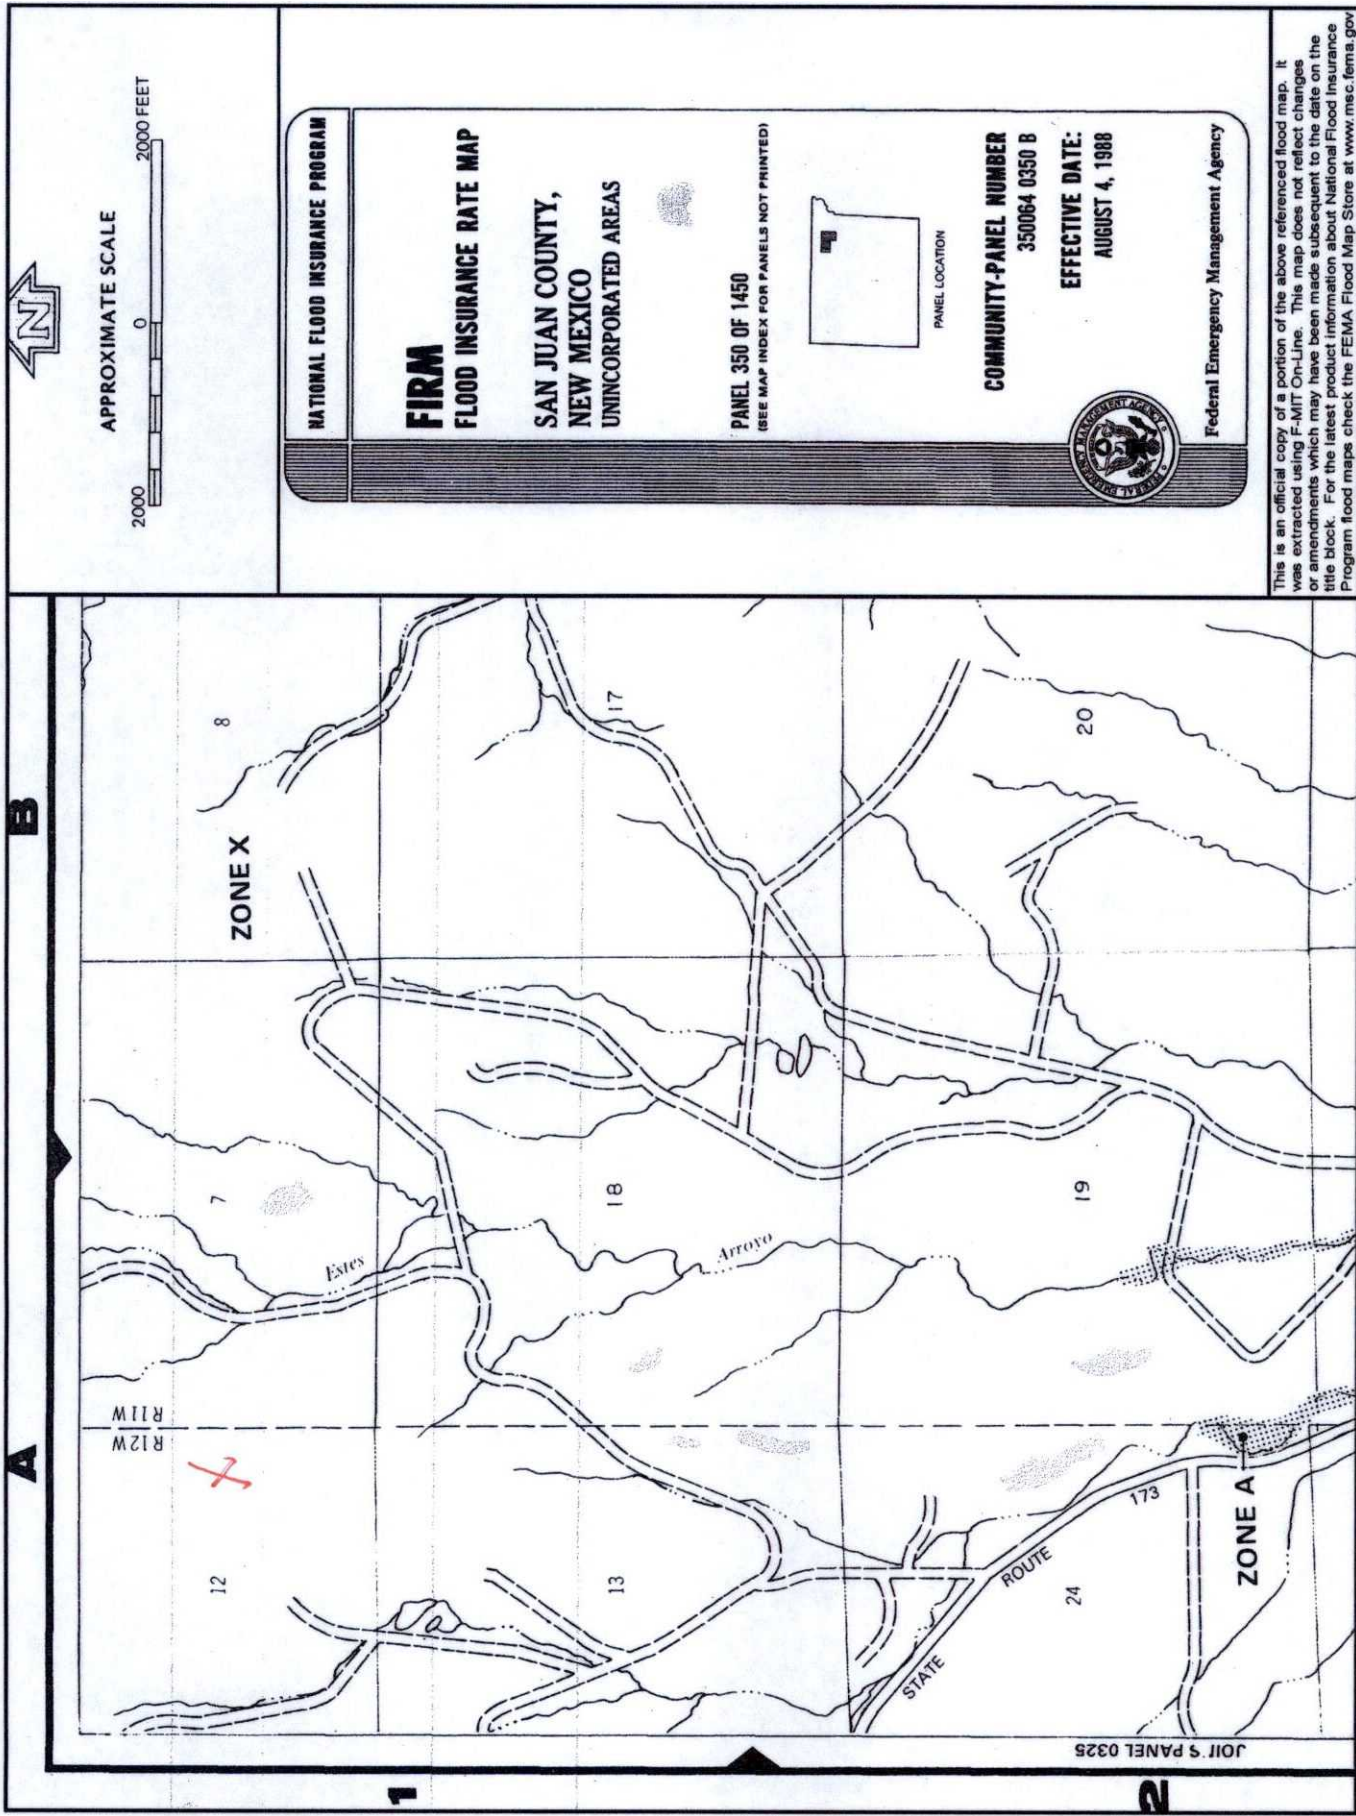 APPROXIMATE SCALE
2000 0 2000 FEET
N
NATIONAL FLOOD INSURANCE PROGRAM
FIRM
FLOOD INSURANCE RATE MAP
SAN JUAN COUNTY,
NEW MEXICO
UNINCORPORATED AREAS
PANEL 350 OF 1450
(SEE MAP INDEX FOR PANELS NOT PRINTED)
PANEL LOCATION
COMMUNITY-PANEL NUMBER
350064 0350 B
EFFECTIVE DATE:
AUGUST 4, 1988
FEDERAL EMERGENCY MANAGEMENT AGENCY
Federal Emergency Management Agency
This is an official copy of a portion of the above referenced flood map. It
was extracted using F-MIT On-Line. This map does not reflect changes
or amendments which may have been made subsequent to the date on the
title block. For the latest product information about National Flood Insurance
Program flood maps check the FEMA Flood Map Store at www.msc.fema.gov
A
B
1
2
R12W
R11W
12
7
8
ZONE X
Estes
Arroyo
13
18
17
STATE
ROUTE
173
24
19
20
ZONE A
PANEL 0325